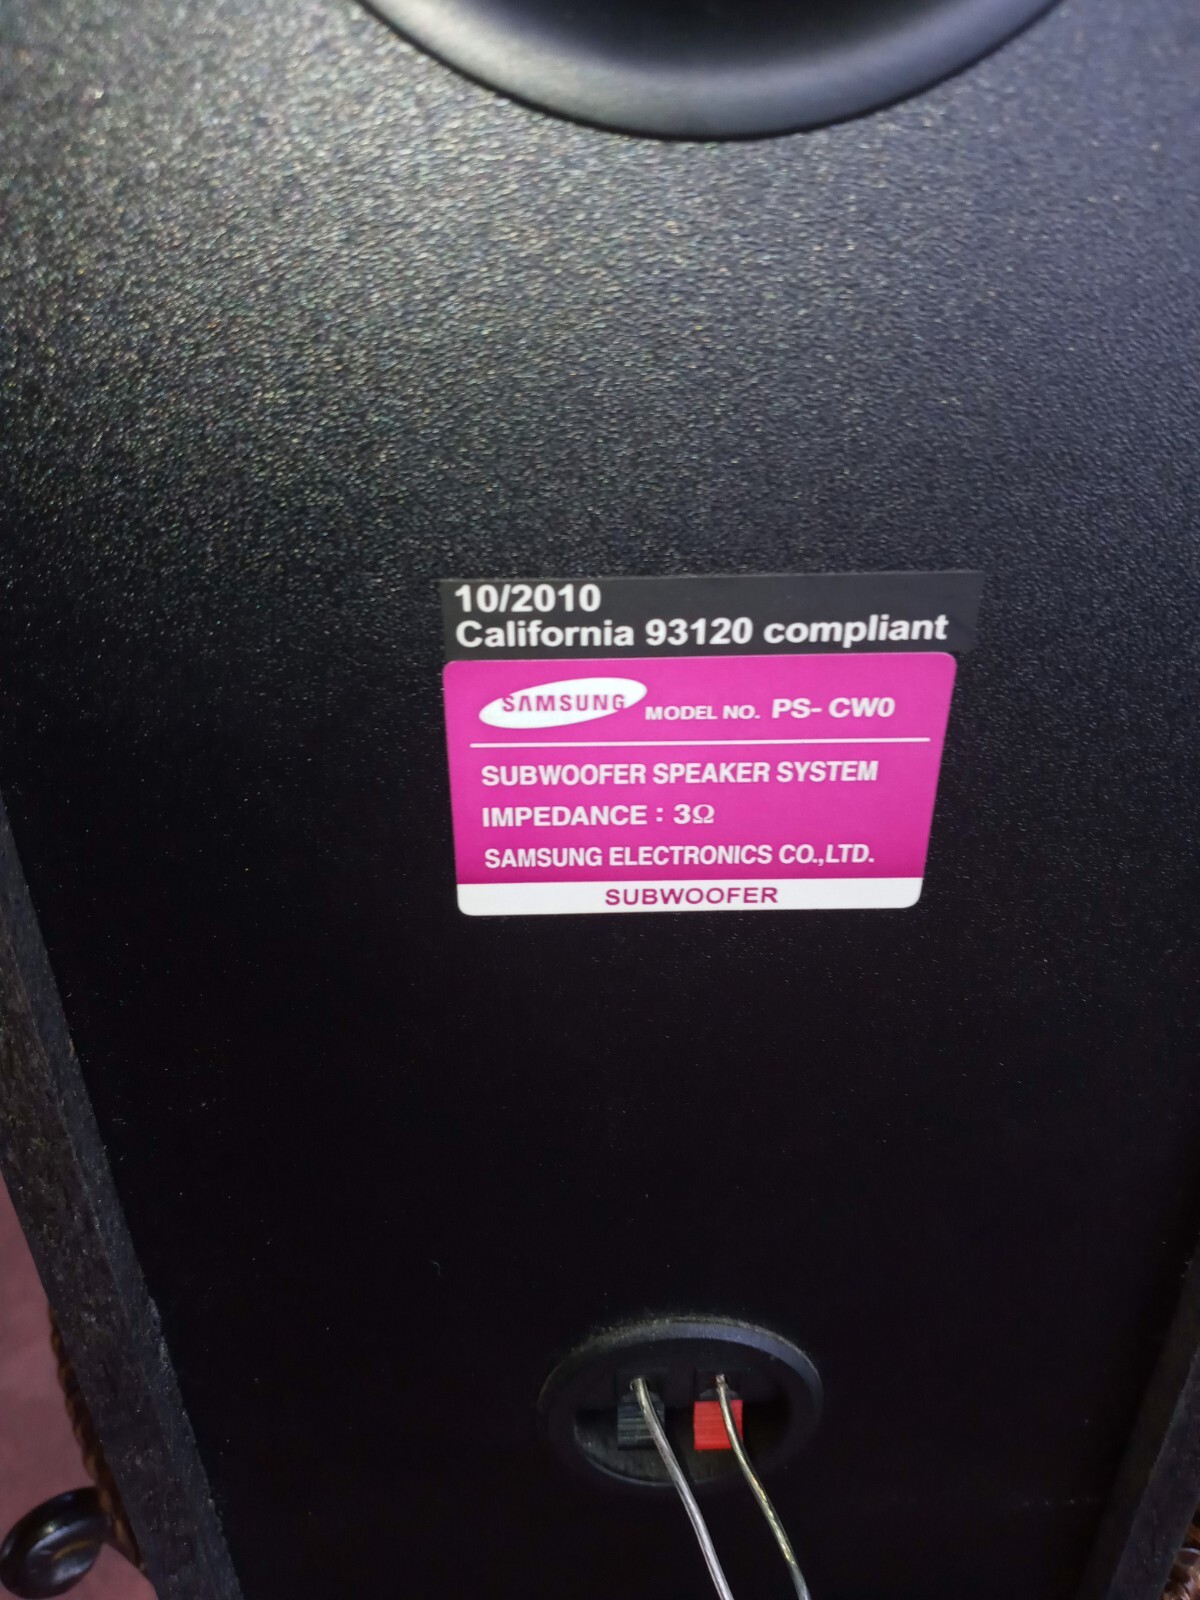 10/2010
California 93120 compliant
SAMSUNG MODEL NO. PS- CW0
SUBWOOFER SPEAKER SYSTEM
IMPEDANCE : 3Ω
SAMSUNG ELECTRONICS CO.,LTD.
SUBWOOFER